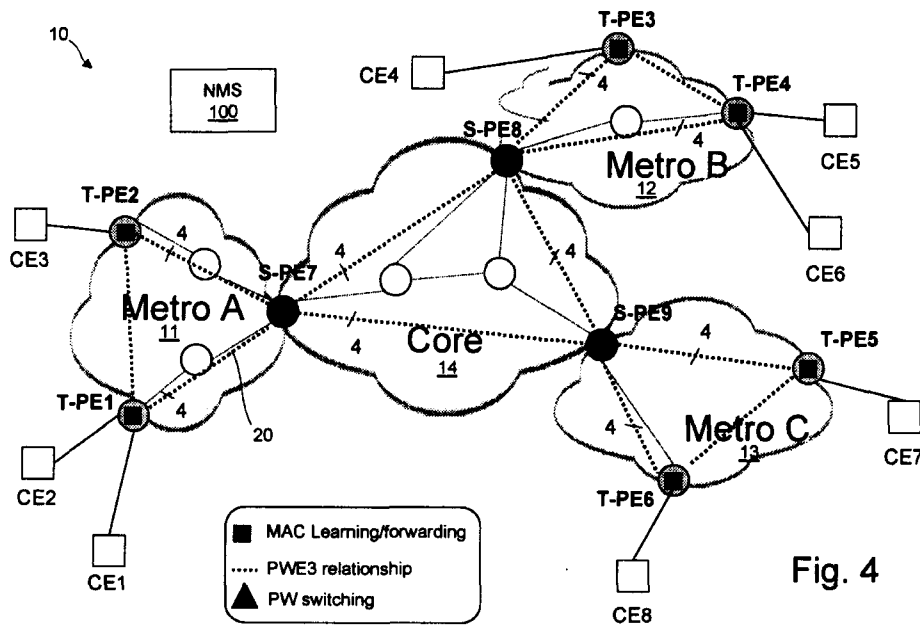 10
T-PE3
CE4
NMS
100
T-PE4
4
S-PE8
4
CE5
Metro B
12
T-PE2
CE3
4
4
4
CE6
S-PE7
Metro A
11
S-PE9
4
4
Core
14
T-PE5
T-PE1
4
20
4
Metro C
13
CE7
CE2
T-PE6
MAC Learning/forwarding
PWE3 relationship
PW switching
Fig. 4
CE1
CE8